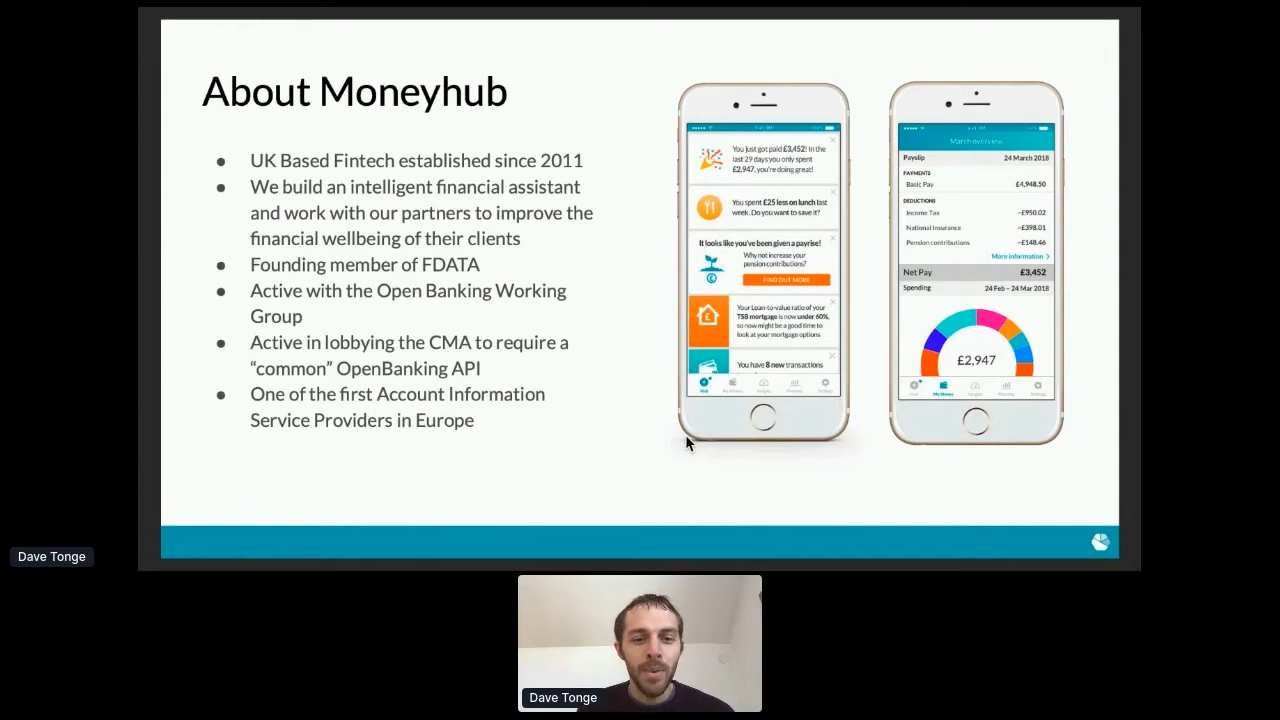 About Moneyhub
UK Based Fintech established since 2011
We build an intelligent financial assistant
and work with our partners to improve the
financial wellbeing of their clients
Founding member of FDATA
Active with the Open Banking Working
Group
Active in lobbying the CMA to require a
“common” OpenBanking API
One of the first Account Information
Service Providers in Europe
You just got paid £3,452! In the
last 29 days you only spent
£2,947, you're doing great!
You spent £25 less on lunch last
week. Do you want to save it?
It looks like you've been given a payrise!
Why not increase your
pension contributions?
FIND OUT MORE
Your Loan-to-value ratio of your
TSB mortgage is now under 60%,
so now might be a good time to
look at your mortgage options
You have 8 new transactions
Hub
March overview
Payslip 24 March 2018
PAYMENTS
Basic Pay £4,948.50
DEDUCTIONS
Income Tax -£950.02
National Insurance -£398.01
Pension contributions -£148.46
More information >
Net Pay £3,452
Spending 24 Feb – 24 Mar 2018
£2,947
Hub My Money
Dave Tonge
Dave Tonge